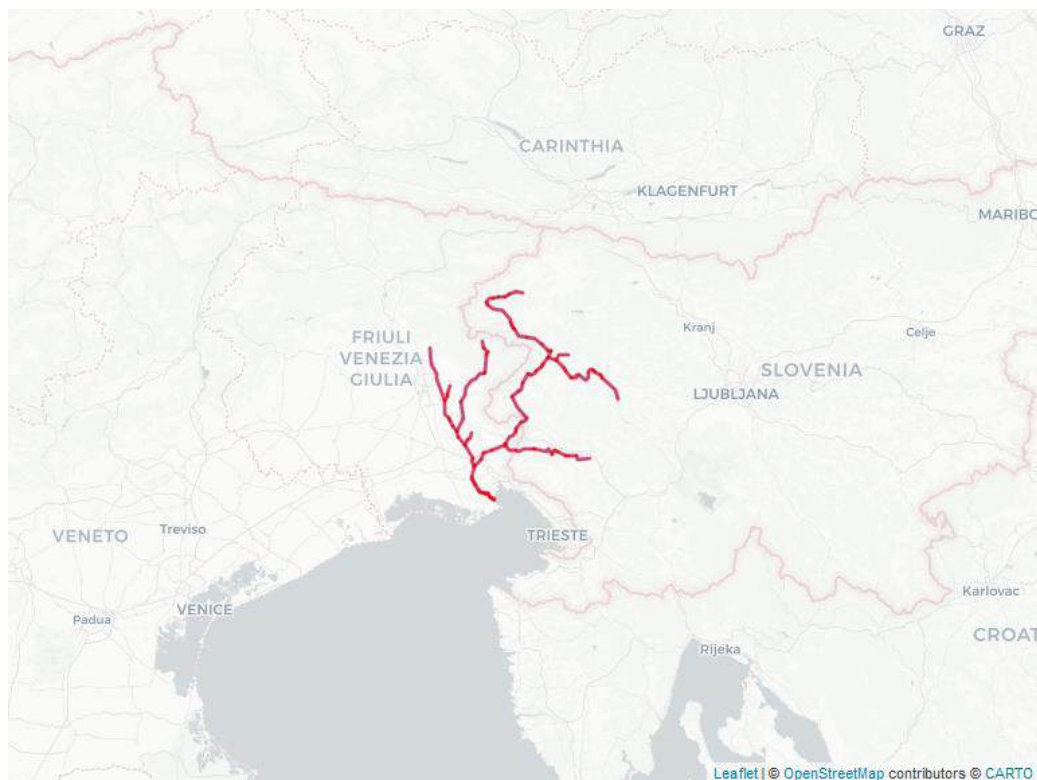 GRAZ
CARINTHIA
KLAGENFURT
MARIBO
FRIULI
VENEZIA
GIULIA
Kranj
Celje
SLOVENIA
LJUBLJANA
VENETO
Treviso
TRIESTE
VENICE
Padua
Karlovac
CROAT
Rijeka
Leaflet | © OpenStreetMap contributors © CARTO